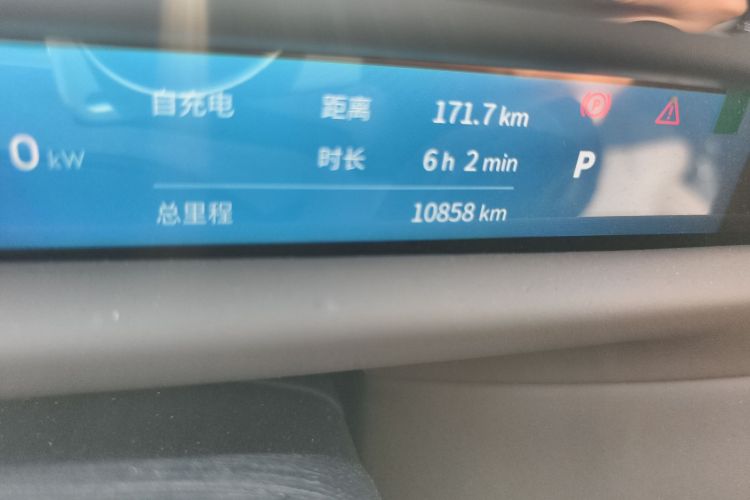 自充电 距离 171.7 km
0 kW 时长 6 h 2 min P
总里程 10858 km